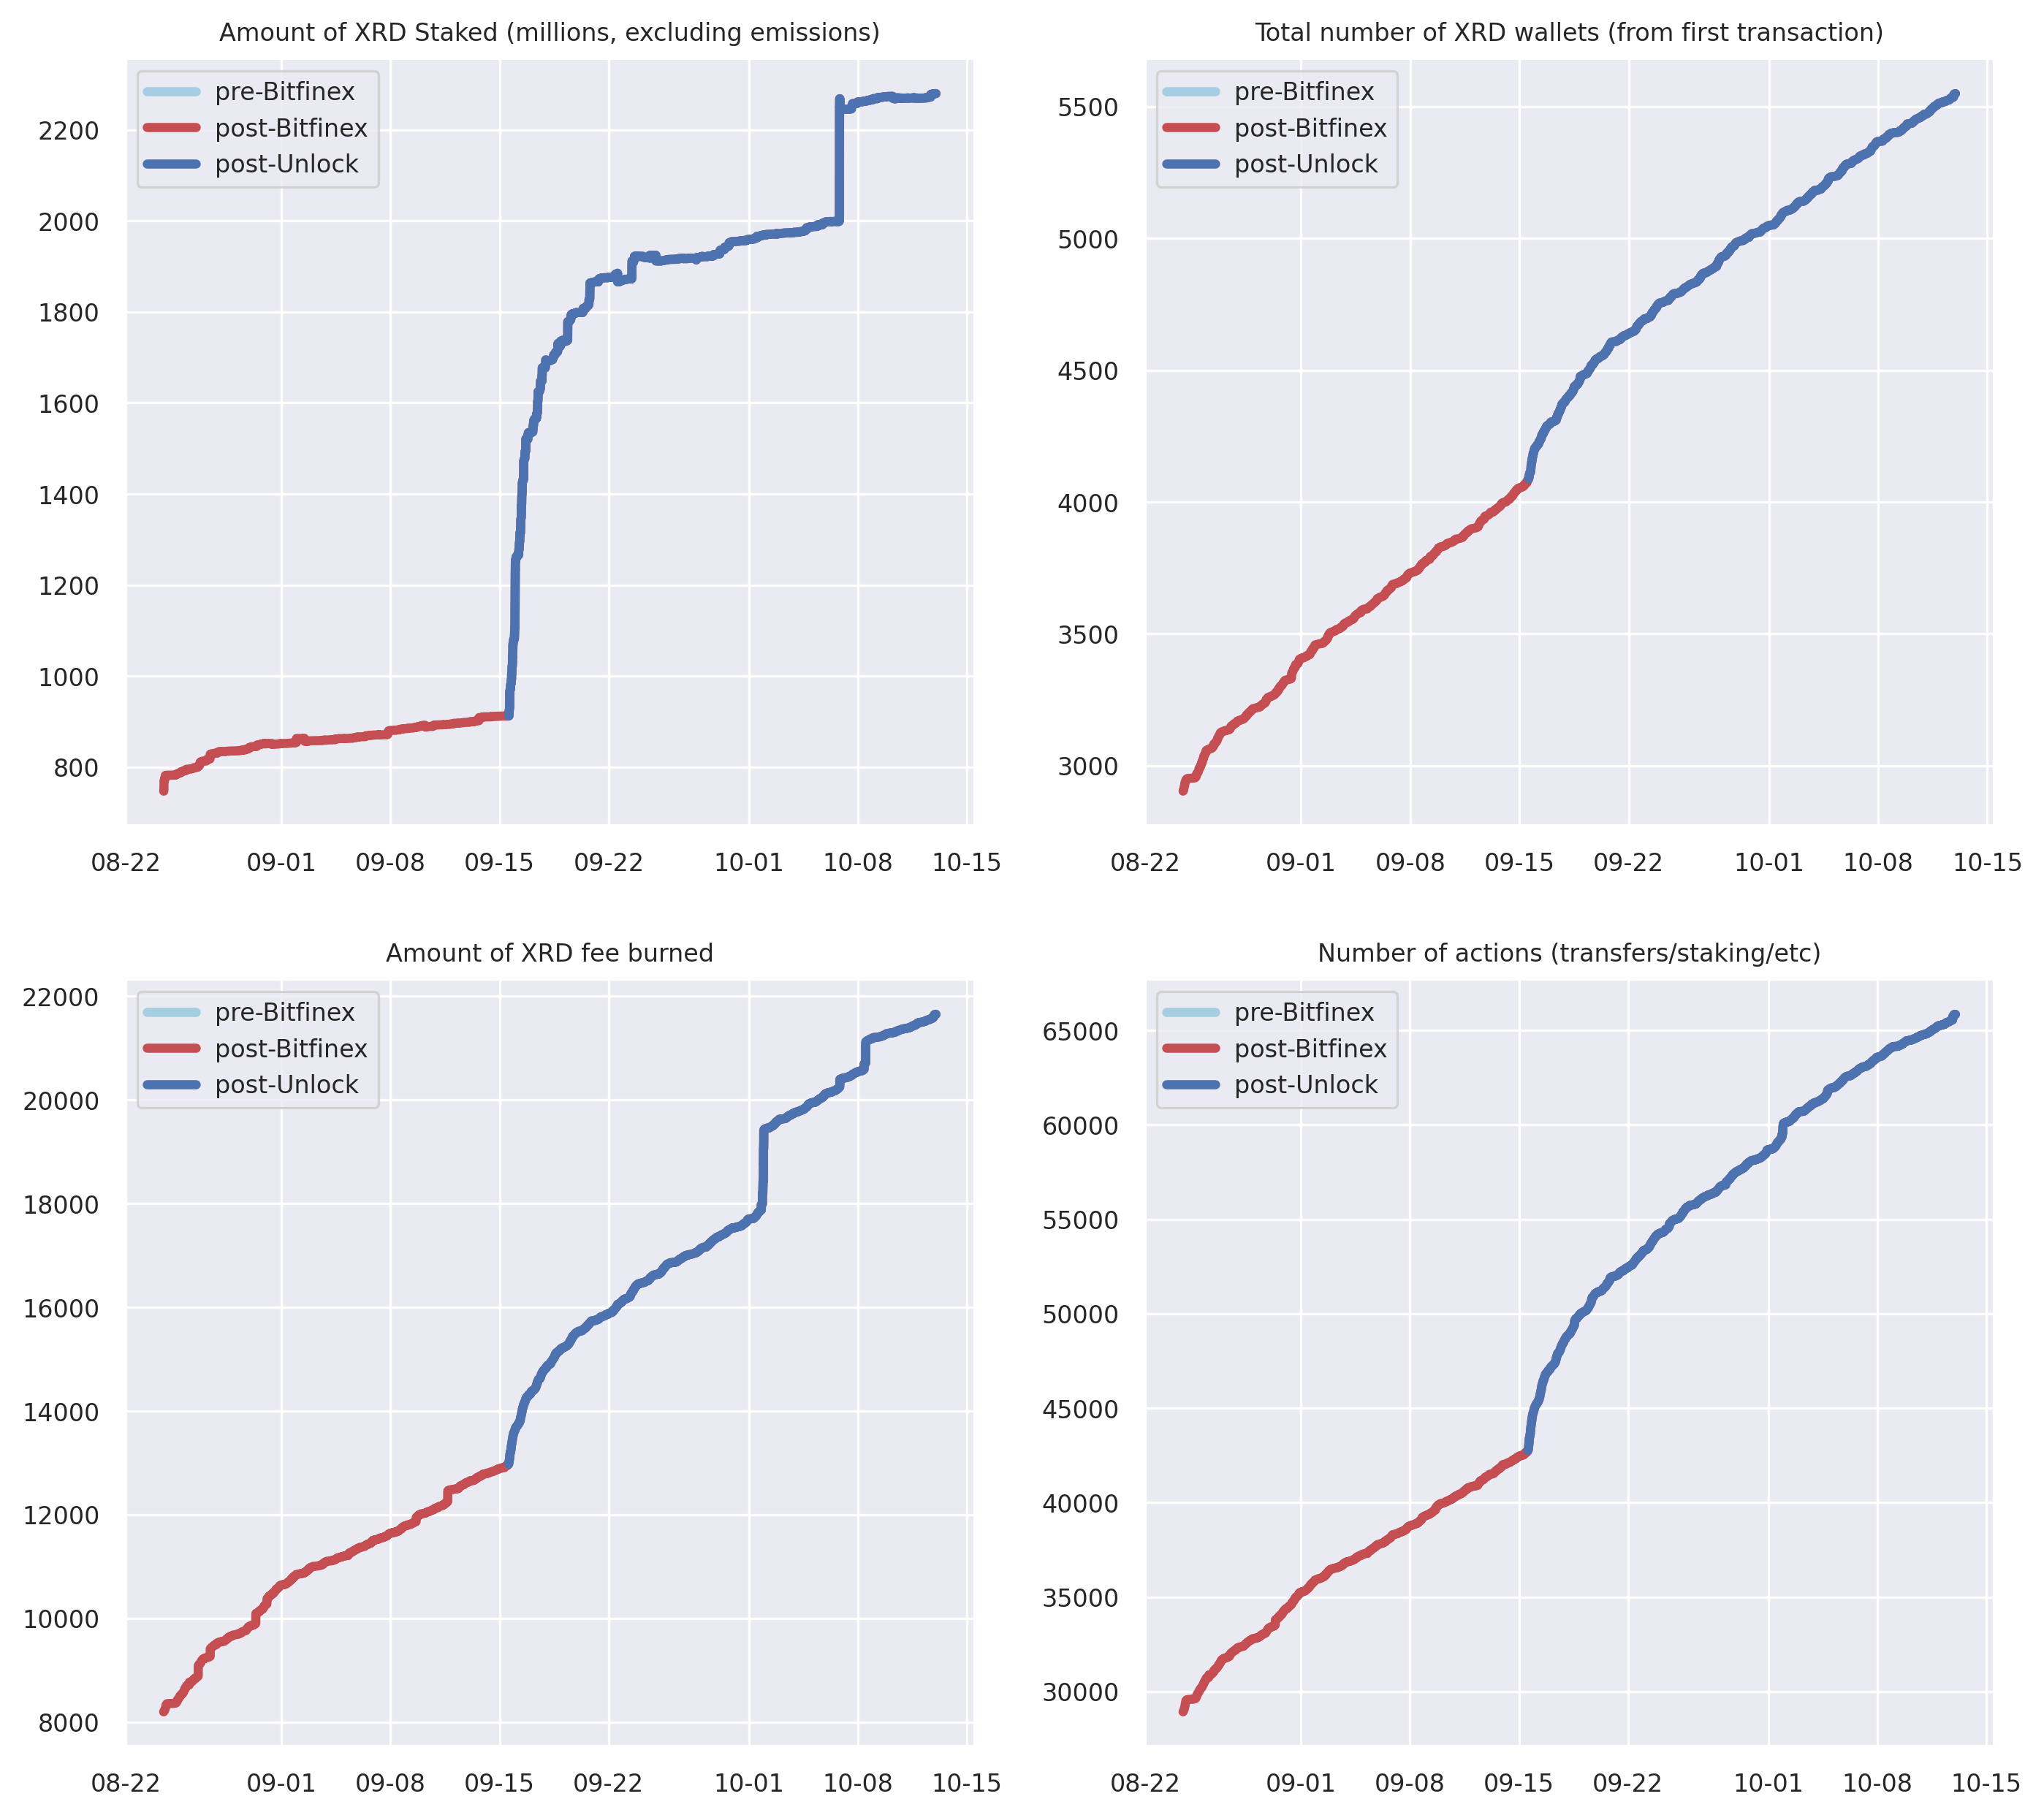 Amount of XRD Staked (millions, excluding emissions)
pre-Bitfinex
post-Bitfinex
post-Unlock
2200
2000
1800
1600
1400
1200
1000
800
08-22 09-01 09-08 09-15 09-22 10-01 10-08 10-15
Total number of XRD wallets (from first transaction)
pre-Bitfinex
post-Bitfinex
post-Unlock
5500
5000
4500
4000
3500
3000
08-22 09-01 09-08 09-15 09-22 10-01 10-08 10-15
Amount of XRD fee burned
pre-Bitfinex
post-Bitfinex
post-Unlock
22000
20000
18000
16000
14000
12000
10000
8000
08-22 09-01 09-08 09-15 09-22 10-01 10-08 10-15
Number of actions (transfers/staking/etc)
pre-Bitfinex
post-Bitfinex
post-Unlock
65000
60000
55000
50000
45000
40000
35000
30000
08-22 09-01 09-08 09-15 09-22 10-01 10-08 10-15